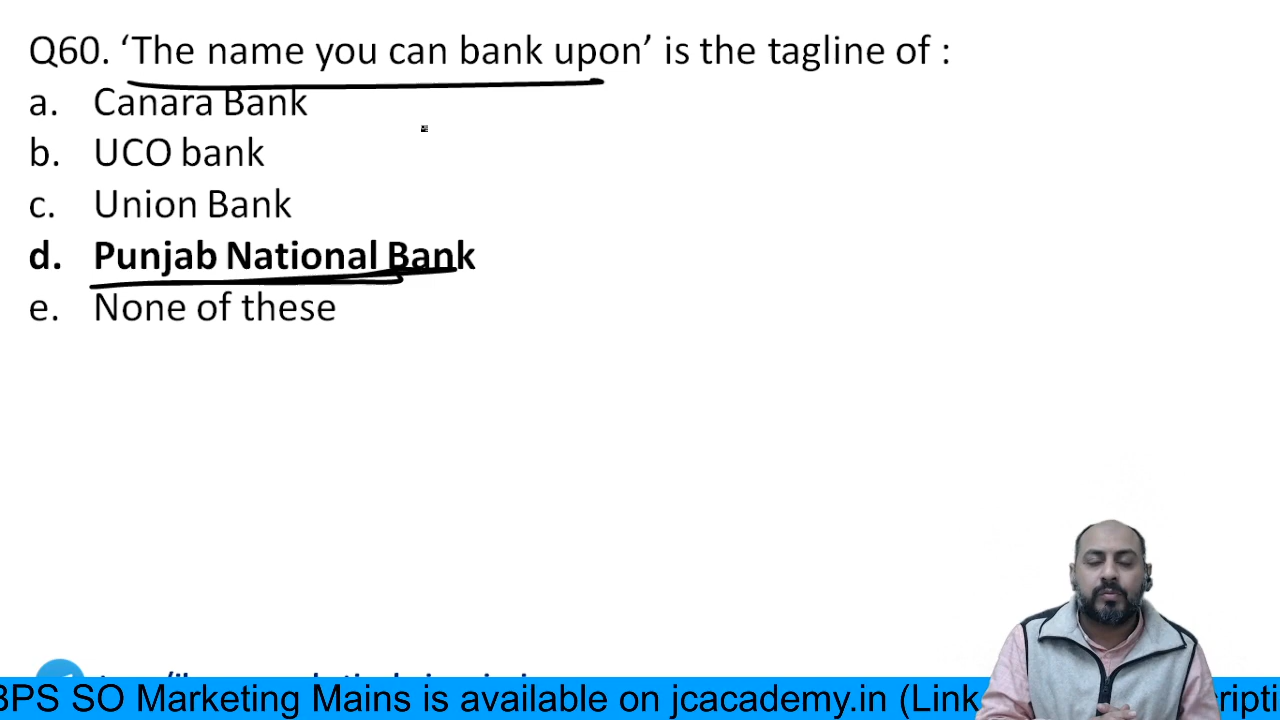 Q60. ‘The name you can bank upon’ is the tagline of :
a. Canara Bank
b. UCO bank
c. Union Bank
d. Punjab National Bank
e. None of these
BPS SO Marketing Mains is available on jcacademy.in (Link